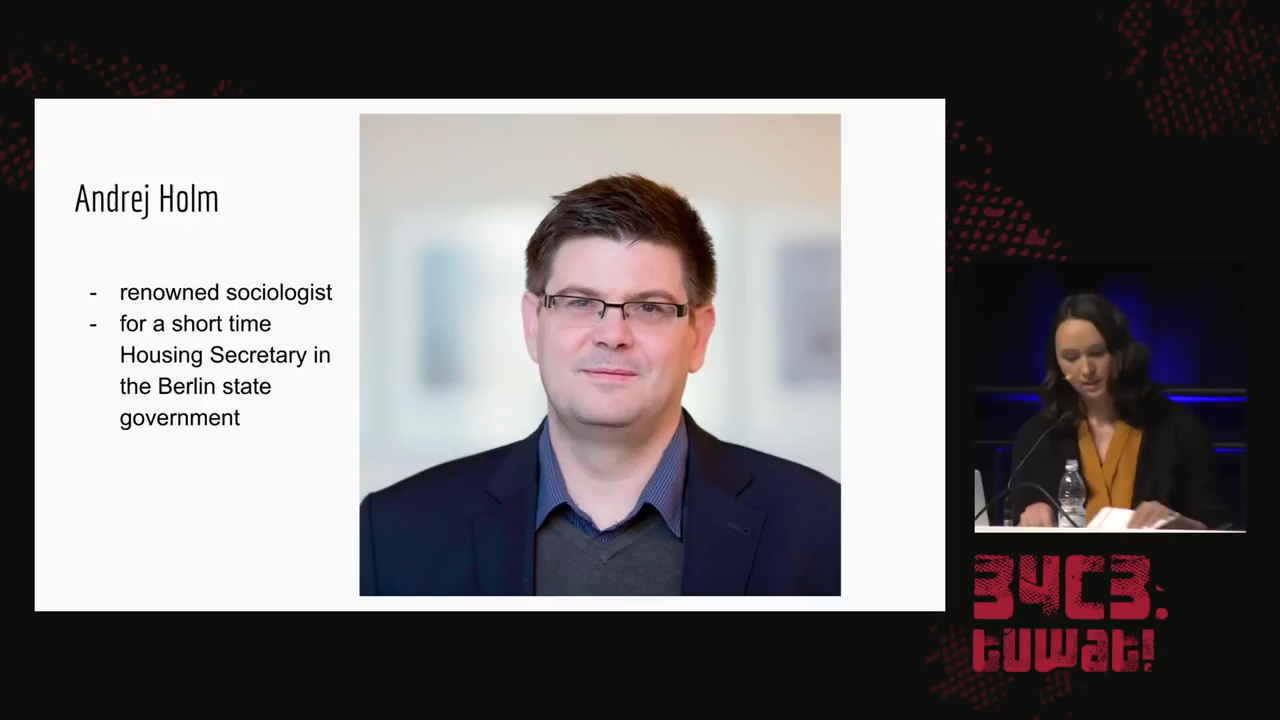 Andrej Holm
- renowned sociologist
- for a short time
Housing Secretary in
the Berlin state
government
34C3.
tuwat!